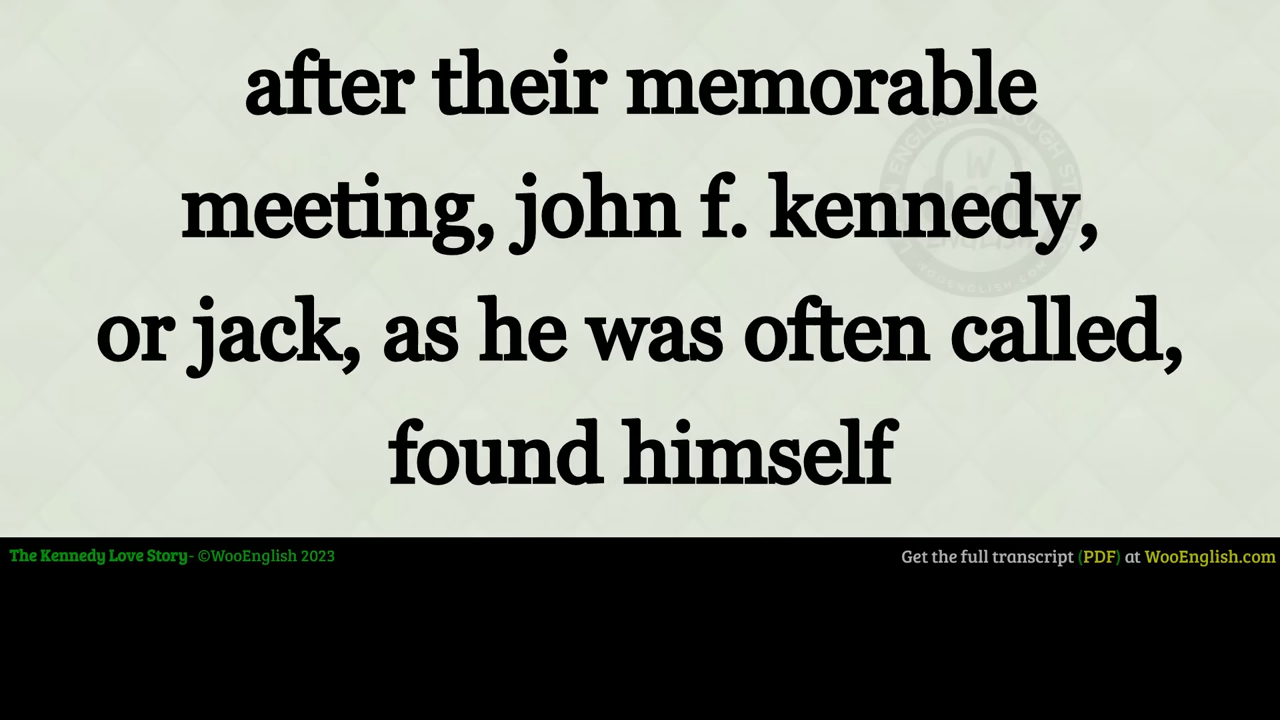 after their memorable
meeting, john f. kennedy,
or jack, as he was often called,
found himself
The Kennedy Love Story- ©WooEnglish 2023
Get the full transcript (PDF) at WooEnglish.com